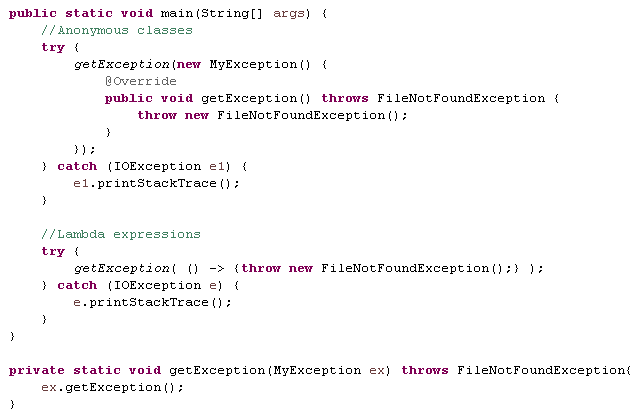 public static void main(String[] args) {
    //Anonymous classes
    try {
        getException(new MyException() {
            @Override
            public void getException() throws FileNotFoundException {
                throw new FileNotFoundException();
            }
        });
    } catch (IOException e1) {
        e1.printStackTrace();
    }

    //Lambda expressions
    try {
        getException( () -> {throw new FileNotFoundException();} );
    } catch (IOException e) {
        e.printStackTrace();
    }
}

private static void getException(MyException ex) throws FileNotFoundException{
    ex.getException();
}